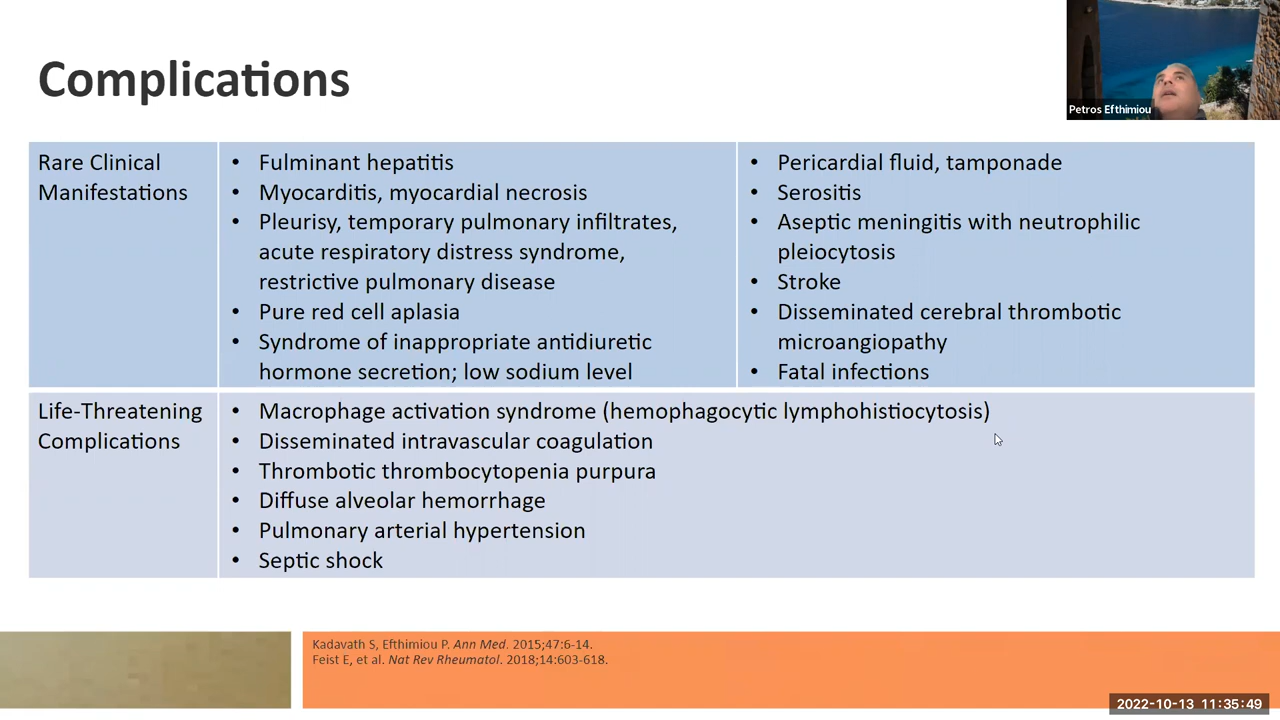 Complications
Petros Efthimiou
Rare Clinical
Manifestations
• Fulminant hepatitis
• Myocarditis, myocardial necrosis
• Pleurisy, temporary pulmonary infiltrates,
acute respiratory distress syndrome,
restrictive pulmonary disease
• Pure red cell aplasia
• Syndrome of inappropriate antidiuretic
hormone secretion; low sodium level
• Pericardial fluid, tamponade
• Serositis
• Aseptic meningitis with neutrophilic
pleiocytosis
• Stroke
• Disseminated cerebral thrombotic
microangiopathy
• Fatal infections
Life-Threatening
Complications
• Macrophage activation syndrome (hemophagocytic lymphohistiocytosis)
• Disseminated intravascular coagulation
• Thrombotic thrombocytopenia purpura
• Diffuse alveolar hemorrhage
• Pulmonary arterial hypertension
• Septic shock
Kadavath S, Efthimiou P. Ann Med. 2015;47:6-14.
Feist E, et al. Nat Rev Rheumatol. 2018;14:603-618.
2022-10-13 11:35:49